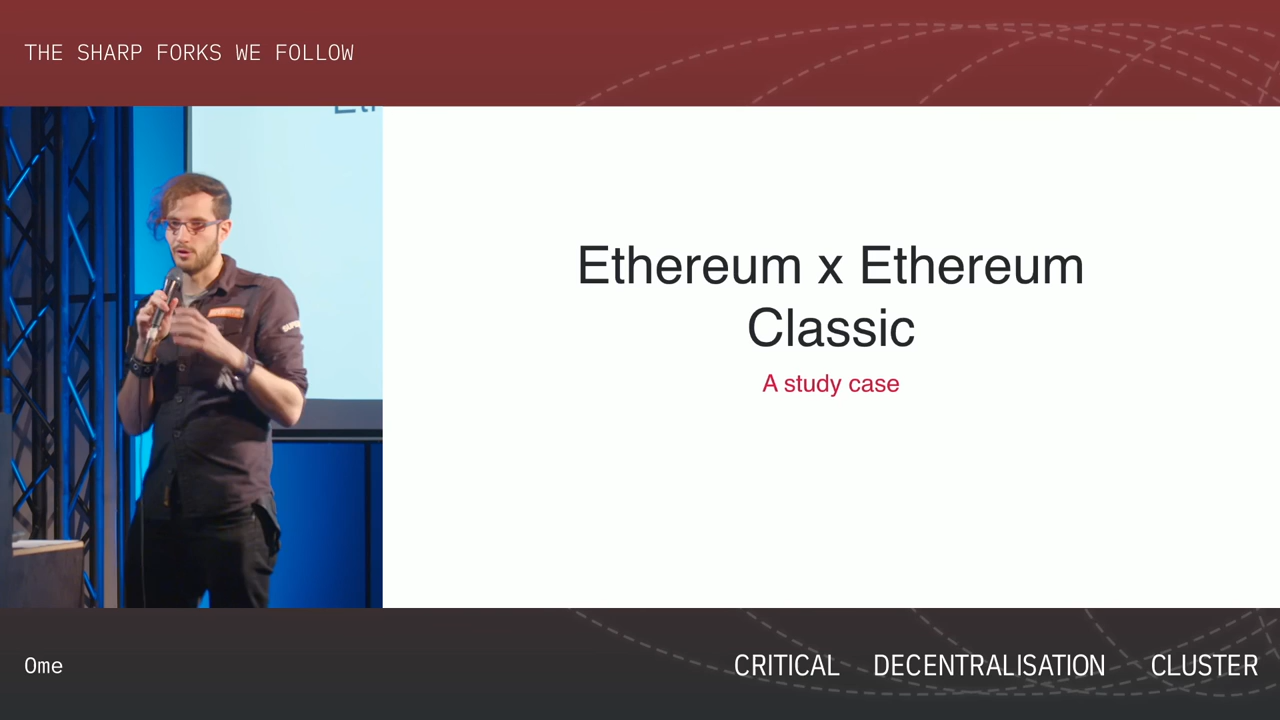 THE SHARP FORKS WE FOLLOW
Ethereum x Ethereum
Classic
A study case
Ome
CRITICAL DECENTRALISATION CLUSTER